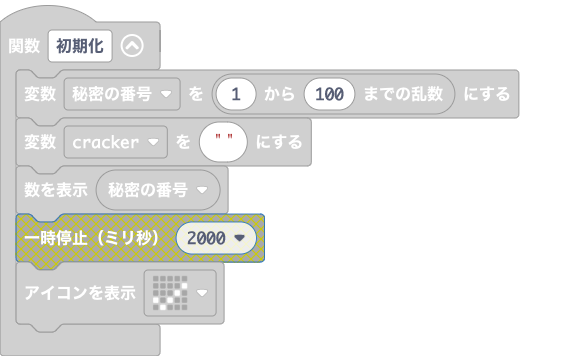 関数 初期化
変数 秘密の番号 を 1 から 100 までの乱数 にする
変数 cracker を " " にする
数を表示 秘密の番号
一時停止（ミリ秒） 2000
アイコンを表示